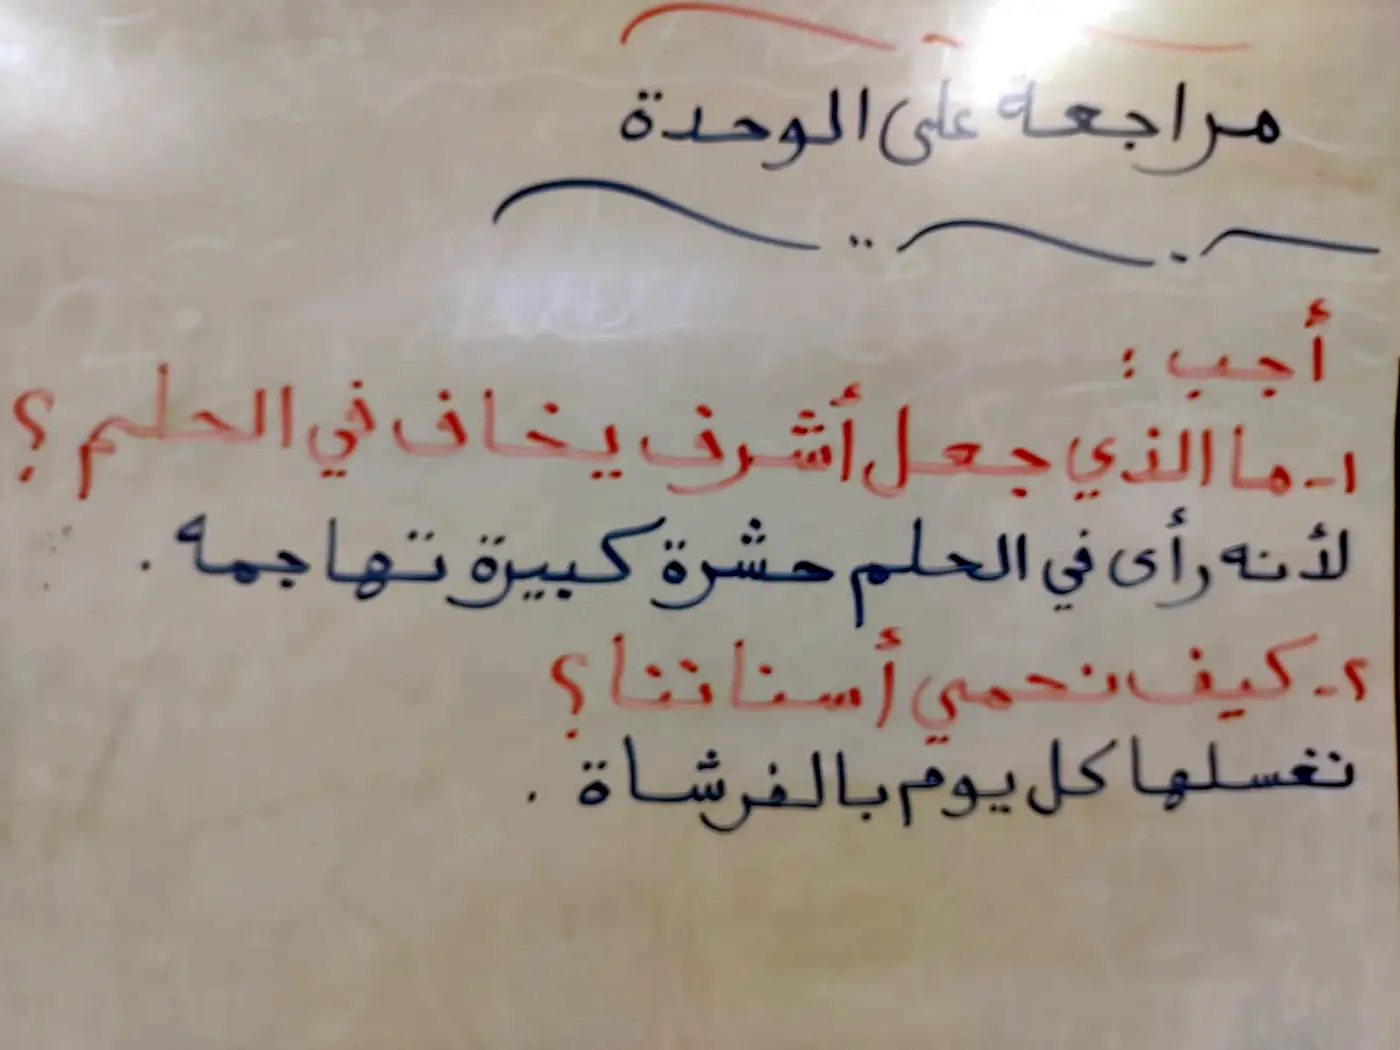 مراجعة على الوحدة
أجب :
١- ما الذي جعل أشرف يخاف في الحلم ؟
لأنه رأى في الحلم حشرة كبيرة تهاجمه .
٢- كيف نحمي أسناننا ؟
نغسلها كل يوم بالفرشاة .